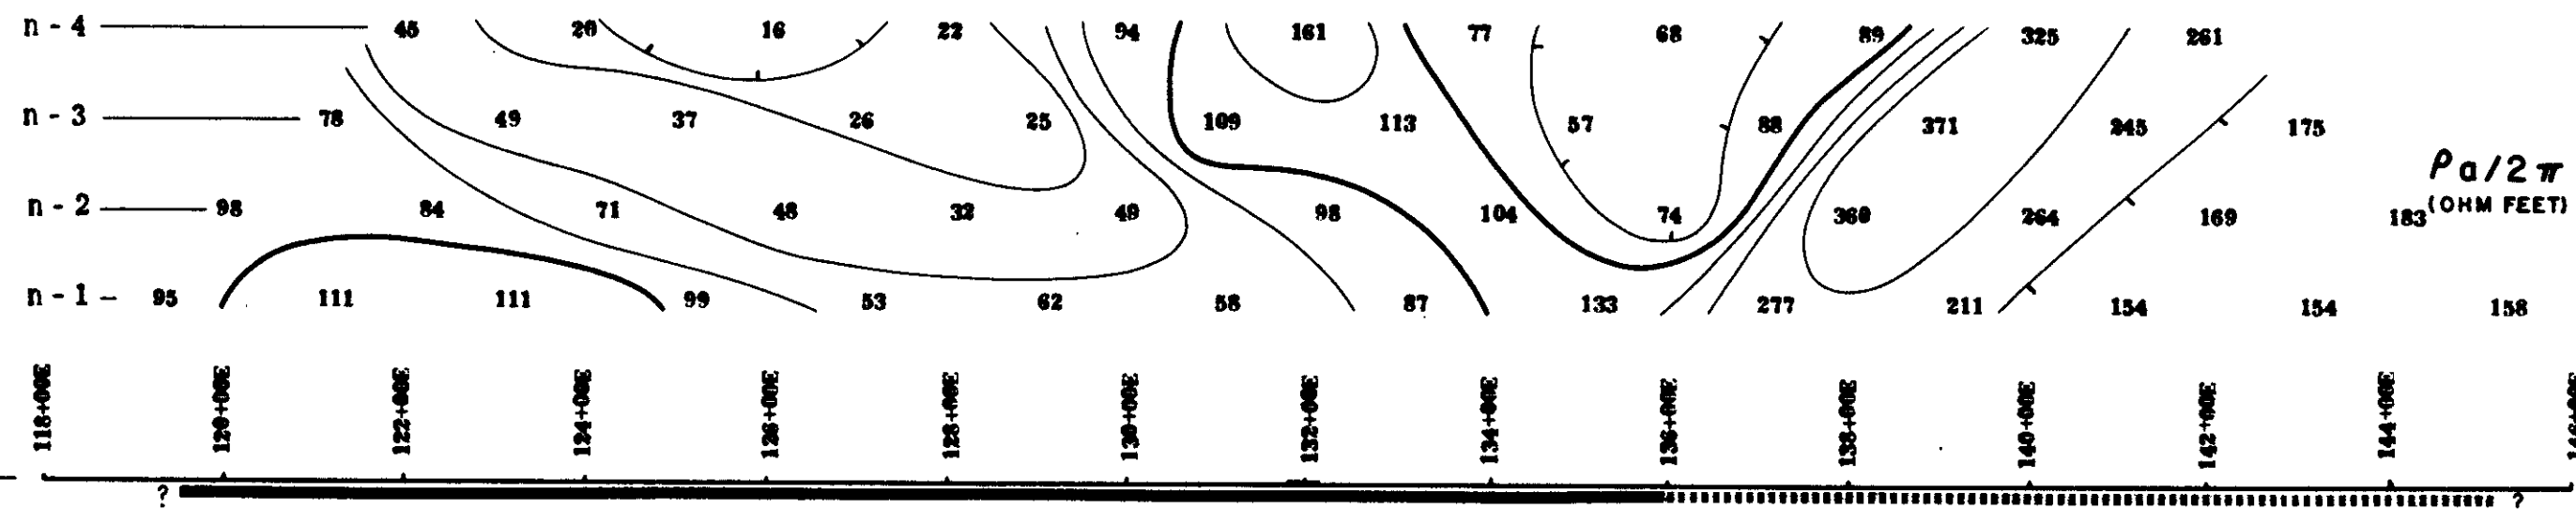 n - 4 45 20 16 22 94 161 77 68 89 325 261
n - 3 78 49 37 26 25 109 113 57 88 371 245 175
n - 2 98 84 71 48 32 49 98 104 74 360 264 169 183
ρa/2π
(OHM FEET)
n - 1 95 111 111 99 53 62 58 87 133 277 211 154 154 158
118+00E 120+00E 122+00E 124+00E 126+00E 128+00E 130+00E 132+00E 134+00E 136+00E 138+00E 140+00E 142+00E 144+00E
? ?